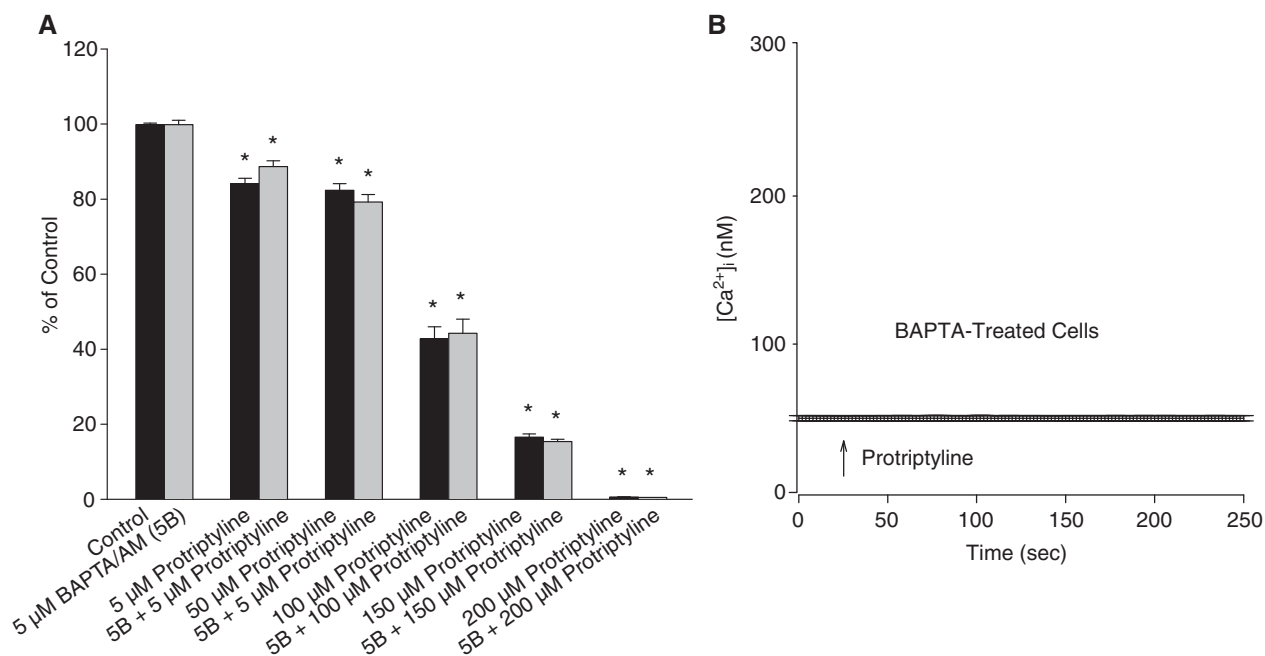 A
120
100
80
60
40
20
0
% of Control
* *
* *
* *
* *
* *
Control
5 µM BAPTA/AM (5B)
5 µM Protriptyline
5B + 5 µM Protriptyline
50 µM Protriptyline
5B + 5 µM Protriptyline
100 µM Protriptyline
5B + 100 µM Protriptyline
150 µM Protriptyline
5B + 150 µM Protriptyline
200 µM Protriptyline
5B + 200 µM Protriptyline
B
300
200
100
0
[Ca²⁺]ᵢ (nM)
BAPTA-Treated Cells
Protriptyline
0 50 100 150 200 250
Time (sec)